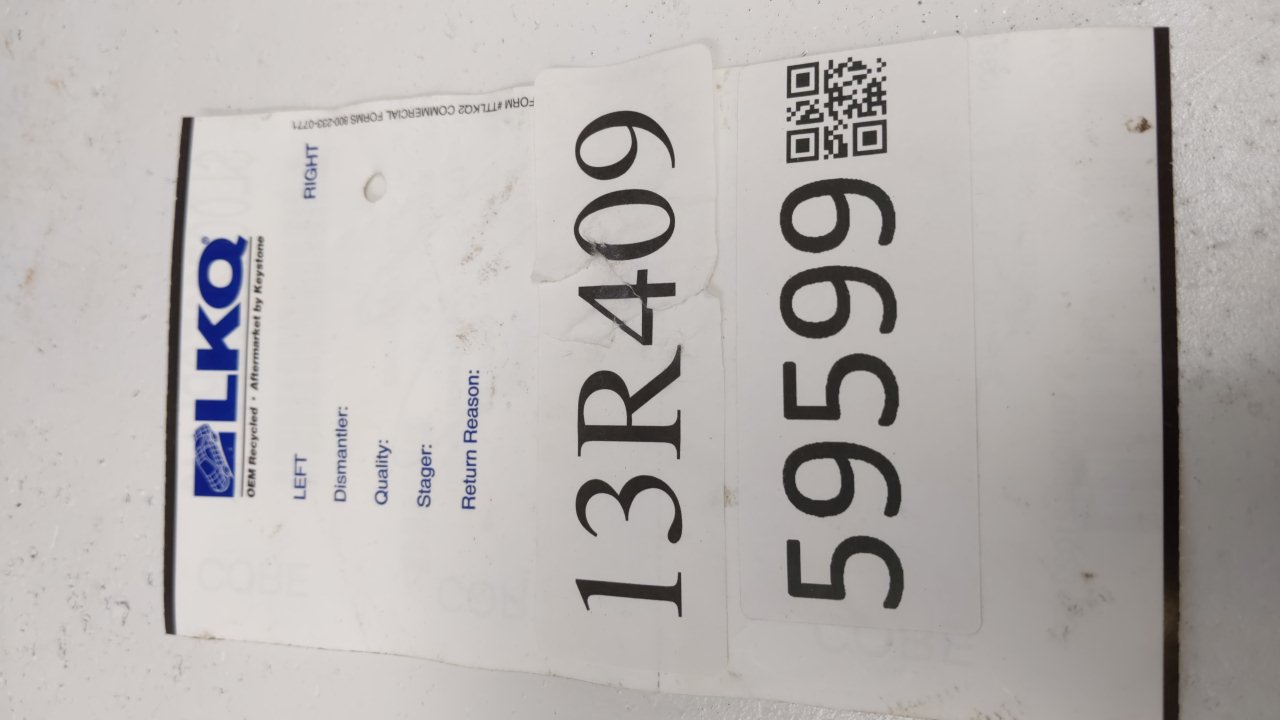 LKQ®
OEM Recycled • Aftermarket by Keystone
LEFT RIGHT
Dismantler:
Quality:
Stager:
Return Reason:
FORM #TTLKQ2 COMMERCIAL FORMS 800-233-0771
13R409
59599